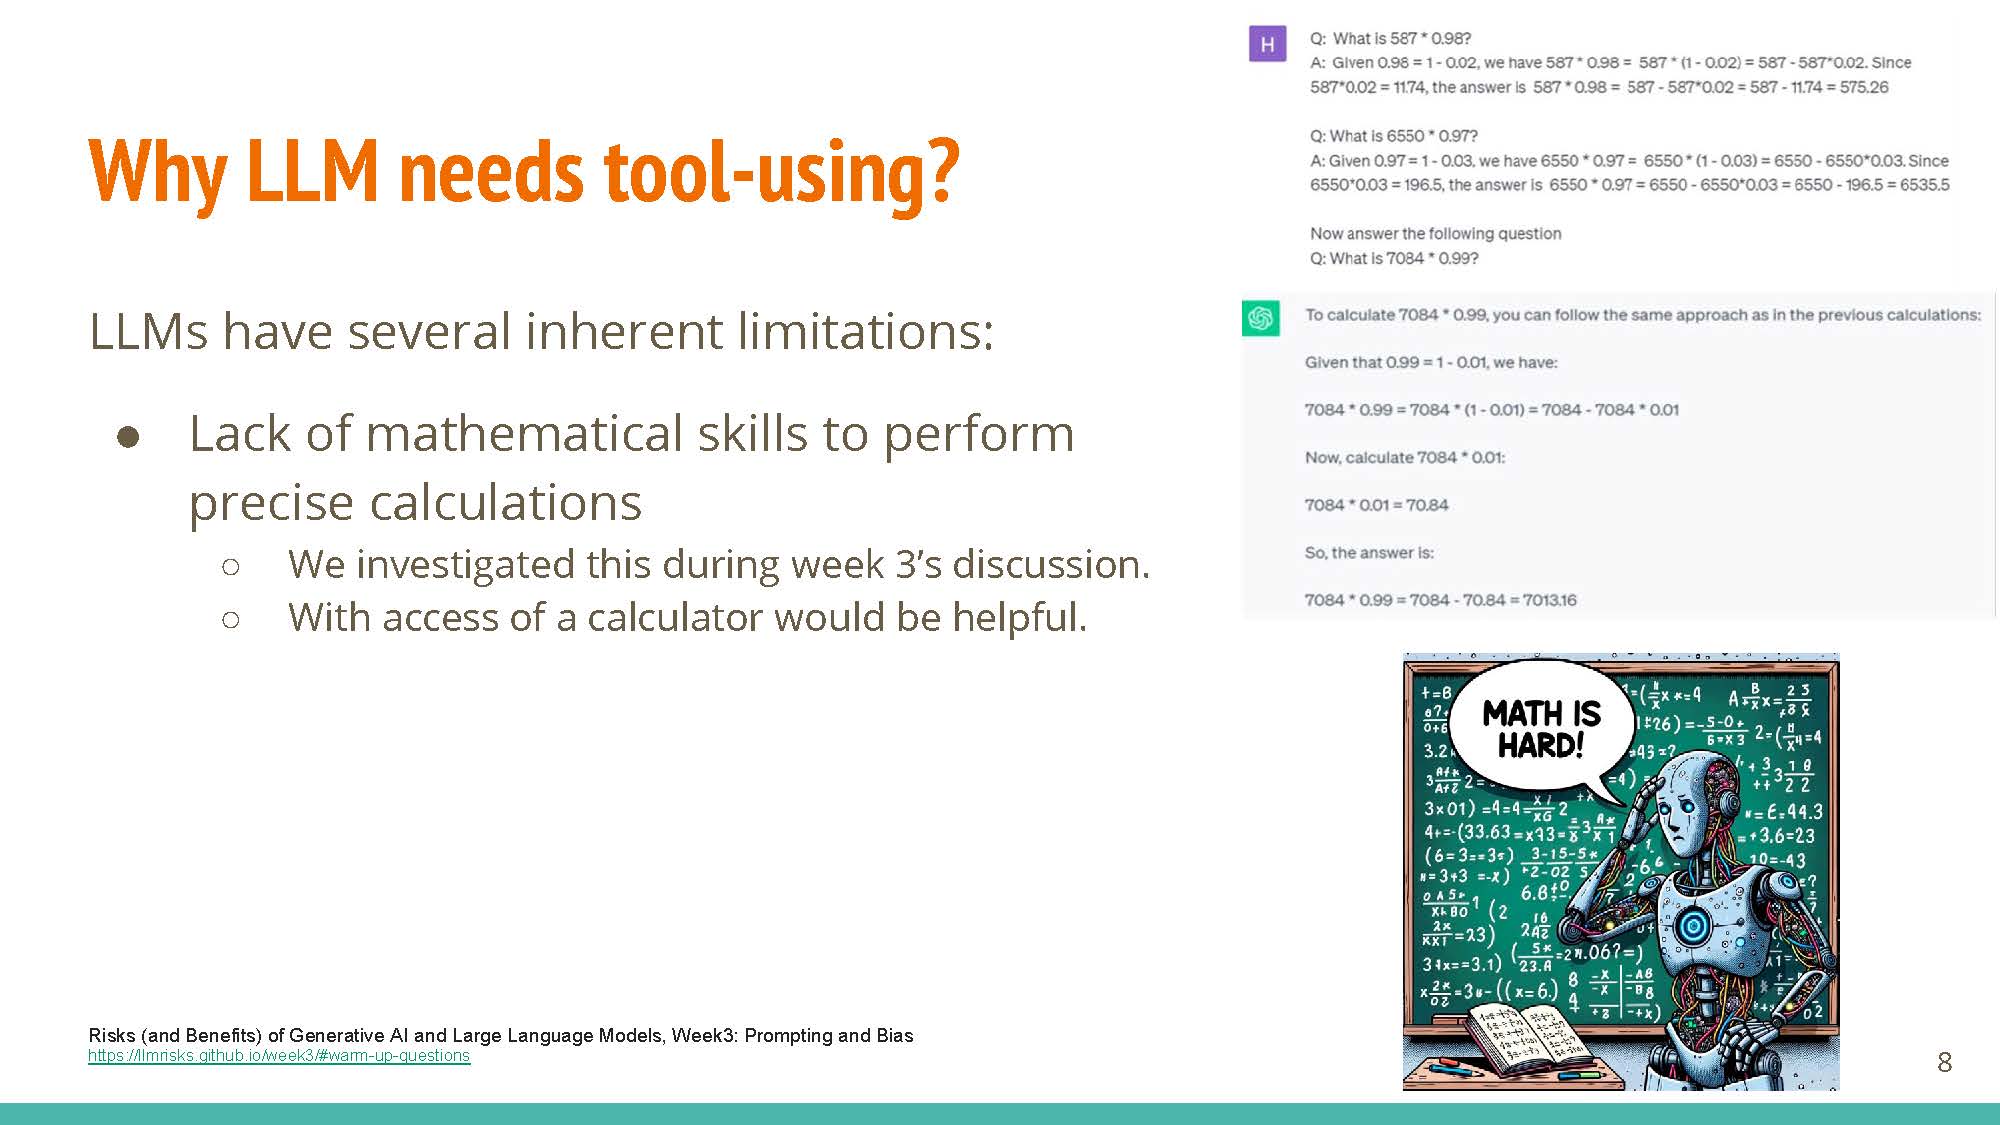 Why LLM needs tool-using?
LLMs have several inherent limitations:
● Lack of mathematical skills to perform
precise calculations
○ We investigated this during week 3’s discussion.
○ With access of a calculator would be helpful.
Risks (and Benefits) of Generative AI and Large Language Models, Week3: Prompting and Bias
https://llmrisks.github.io/week3/#warm-up-questions
H
Q: What is 587 * 0.98?
A: Given 0.98 = 1 - 0.02, we have 587 * 0.98 = 587 * (1 - 0.02) = 587 - 587*0.02. Since
587*0.02 = 11.74, the answer is 587 * 0.98 = 587 - 587*0.02 = 587 - 11.74 = 575.26
Q: What is 6550 * 0.97?
A: Given 0.97 = 1 - 0.03, we have 6550 * 0.97 = 6550 * (1 - 0.03) = 6550 - 6550*0.03. Since
6550*0.03 = 196.5, the answer is 6550 * 0.97 = 6550 - 6550*0.03 = 6550 - 196.5 = 6535.5
Now answer the following question
Q: What is 7084 * 0.99?
To calculate 7084 * 0.99, you can follow the same approach as in the previous calculations:
Given that 0.99 = 1 - 0.01, we have:
7084 * 0.99 = 7084 * (1 - 0.01) = 7084 - 7084 * 0.01
Now, calculate 7084 * 0.01:
7084 * 0.01 = 70.84
So, the answer is:
7084 * 0.99 = 7084 - 70.84 = 7013.16
MATH IS
HARD!
8